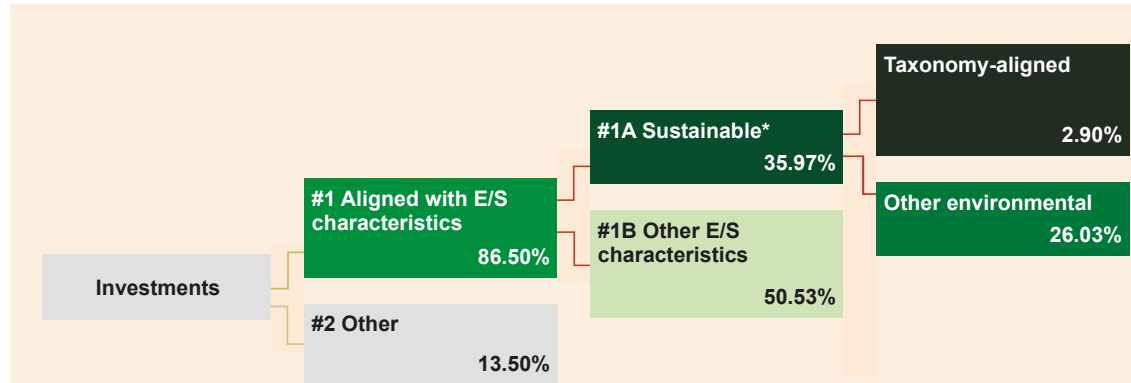 Investments
#1 Aligned with E/S
characteristics
86.50%
#2 Other
13.50%
#1A Sustainable*
35.97%
#1B Other E/S
characteristics
50.53%
Taxonomy-aligned
2.90%
Other environmental
26.03%